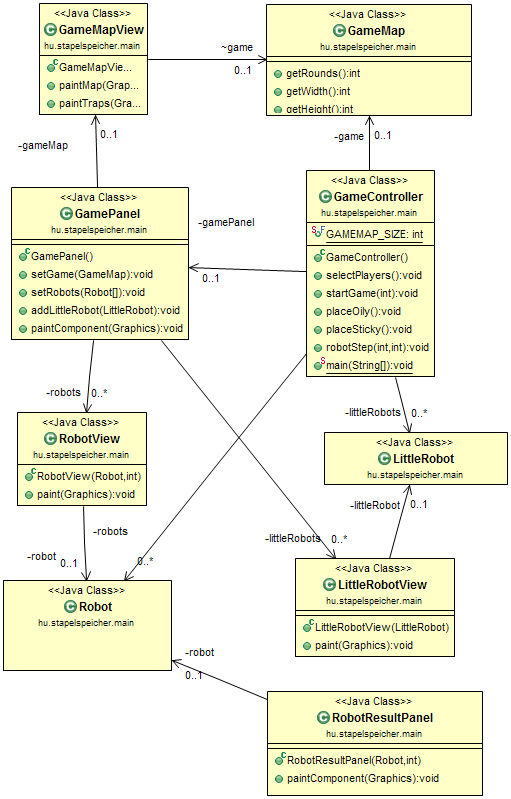 <<Java Class>>
GameMapView
hu.stapelspeicher.main
GameMapVie...
paintMap(Grap...
paintTraps(Gra...
~game
0..1
<<Java Class>>
GameMap
hu.stapelspeicher.main
getRounds():int
getWidth():int
getHeight():int
-gameMap
0..1
-game
0..1
<<Java Class>>
GamePanel
hu.stapelspeicher.main
GamePanel()
setGame(GameMap):void
setRobots(Robot[]):void
addLittleRobot(LittleRobot):void
paintComponent(Graphics):void
-gamePanel
0..1
<<Java Class>>
GameController
hu.stapelspeicher.main
GAMEMAP_SIZE: int
GameController()
selectPlayers():void
startGame(int):void
placeOily():void
placeSticky():void
robotStep(int,int):void
main(String[]):void
-robots
0..*
-littleRobots
0..*
<<Java Class>>
RobotView
hu.stapelspeicher.main
RobotView(Robot,int)
paint(Graphics):void
<<Java Class>>
LittleRobot
hu.stapelspeicher.main
-robots
-robot
0..1
0..*
-littleRobot
0..1
-littleRobots
0..*
<<Java Class>>
Robot
hu.stapelspeicher.main
<<Java Class>>
LittleRobotView
hu.stapelspeicher.main
LittleRobotView(LittleRobot)
paint(Graphics):void
-robot
0..1
<<Java Class>>
RobotResultPanel
hu.stapelspeicher.main
RobotResultPanel(Robot,int)
paintComponent(Graphics):void